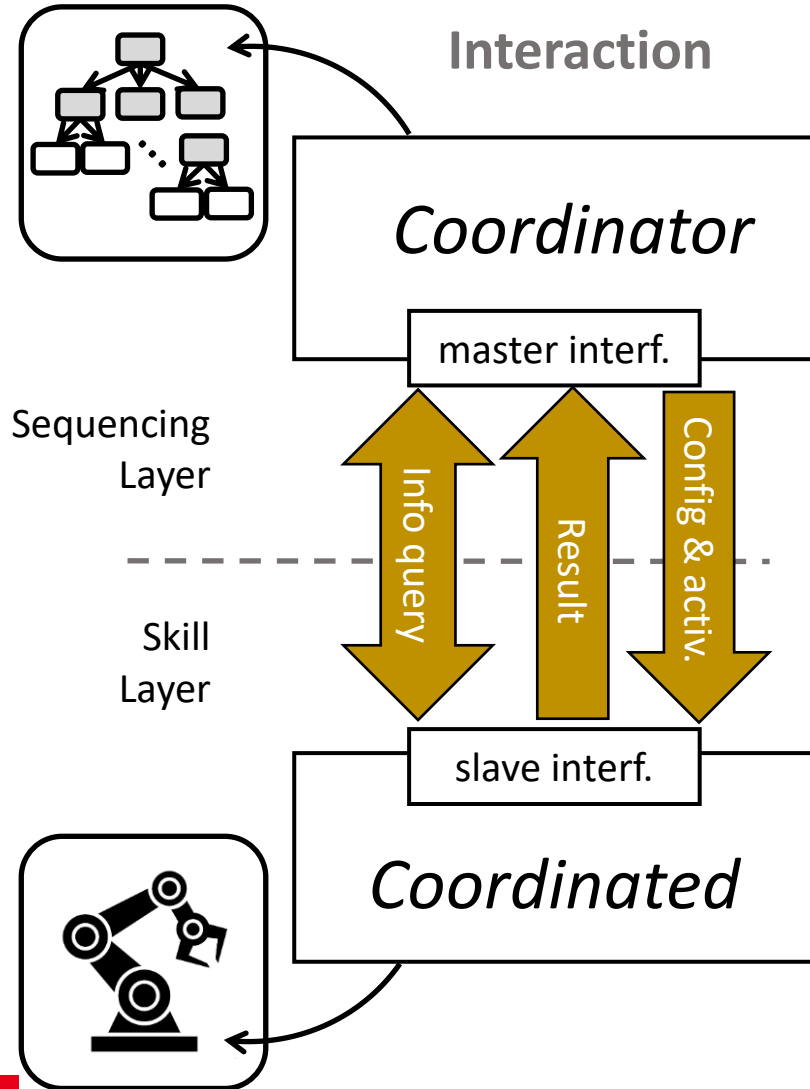 Interaction
Coordinator
master interf.
Sequencing
Layer
Info query
Result
Config & activ.
Skill
Layer
slave interf.
Coordinated